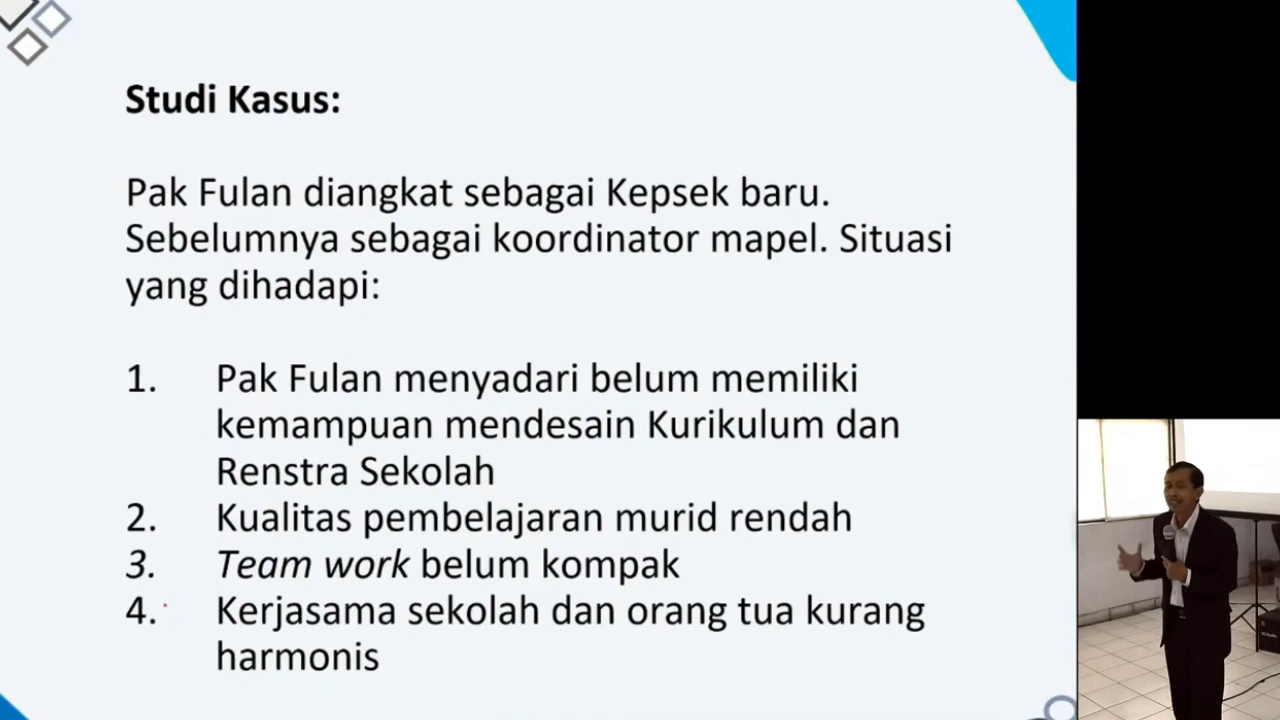 Studi Kasus:
Pak Fulan diangkat sebagai Kepsek baru.
Sebelumnya sebagai koordinator mapel. Situasi
yang dihadapi:
1. Pak Fulan menyadari belum memiliki
kemampuan mendesain Kurikulum dan
Renstra Sekolah
2. Kualitas pembelajaran murid rendah
3. Team work belum kompak
4. Kerjasama sekolah dan orang tua kurang
harmonis